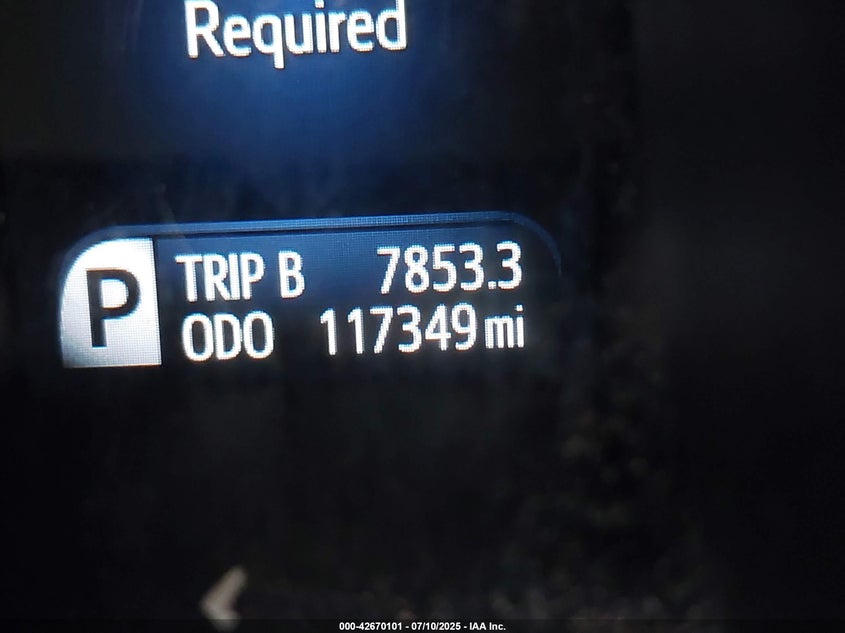 Required
P
TRIP B 7853.3
ODO 117349 mi
000-42670101 - 07/10/2025 - IAA Inc.